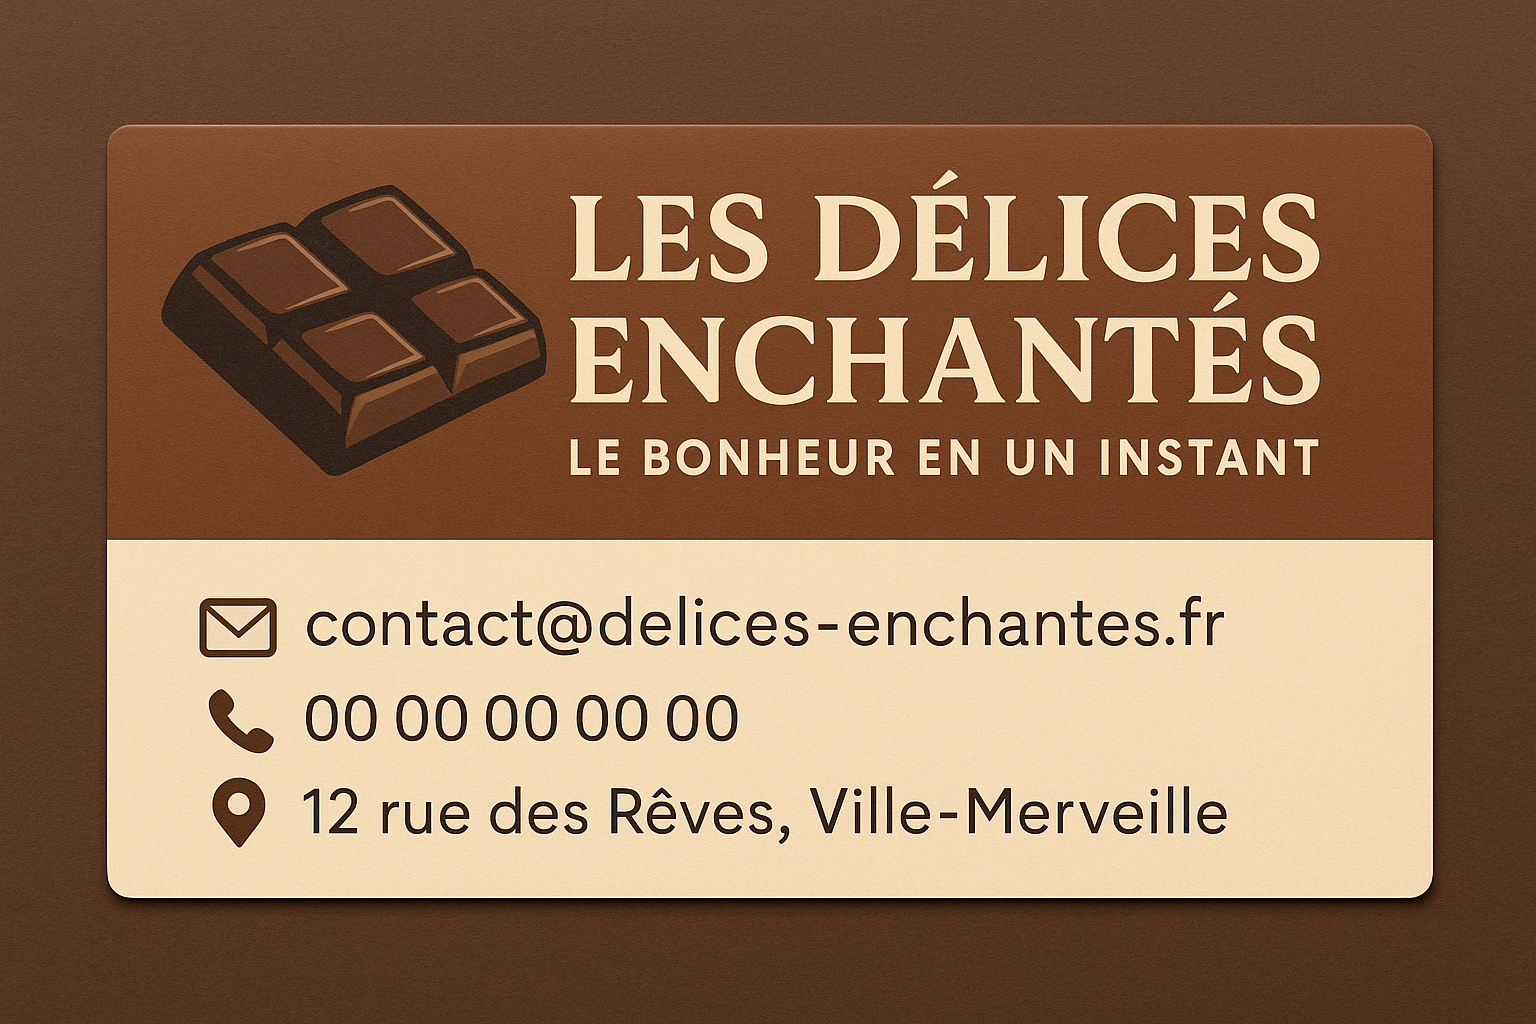 LES DÉLICES
ENCHANTÉS
LE BONHEUR EN UN INSTANT
contact@delices-enchantes.fr
00 00 00 00 00
12 rue des Rêves, Ville-Merveille